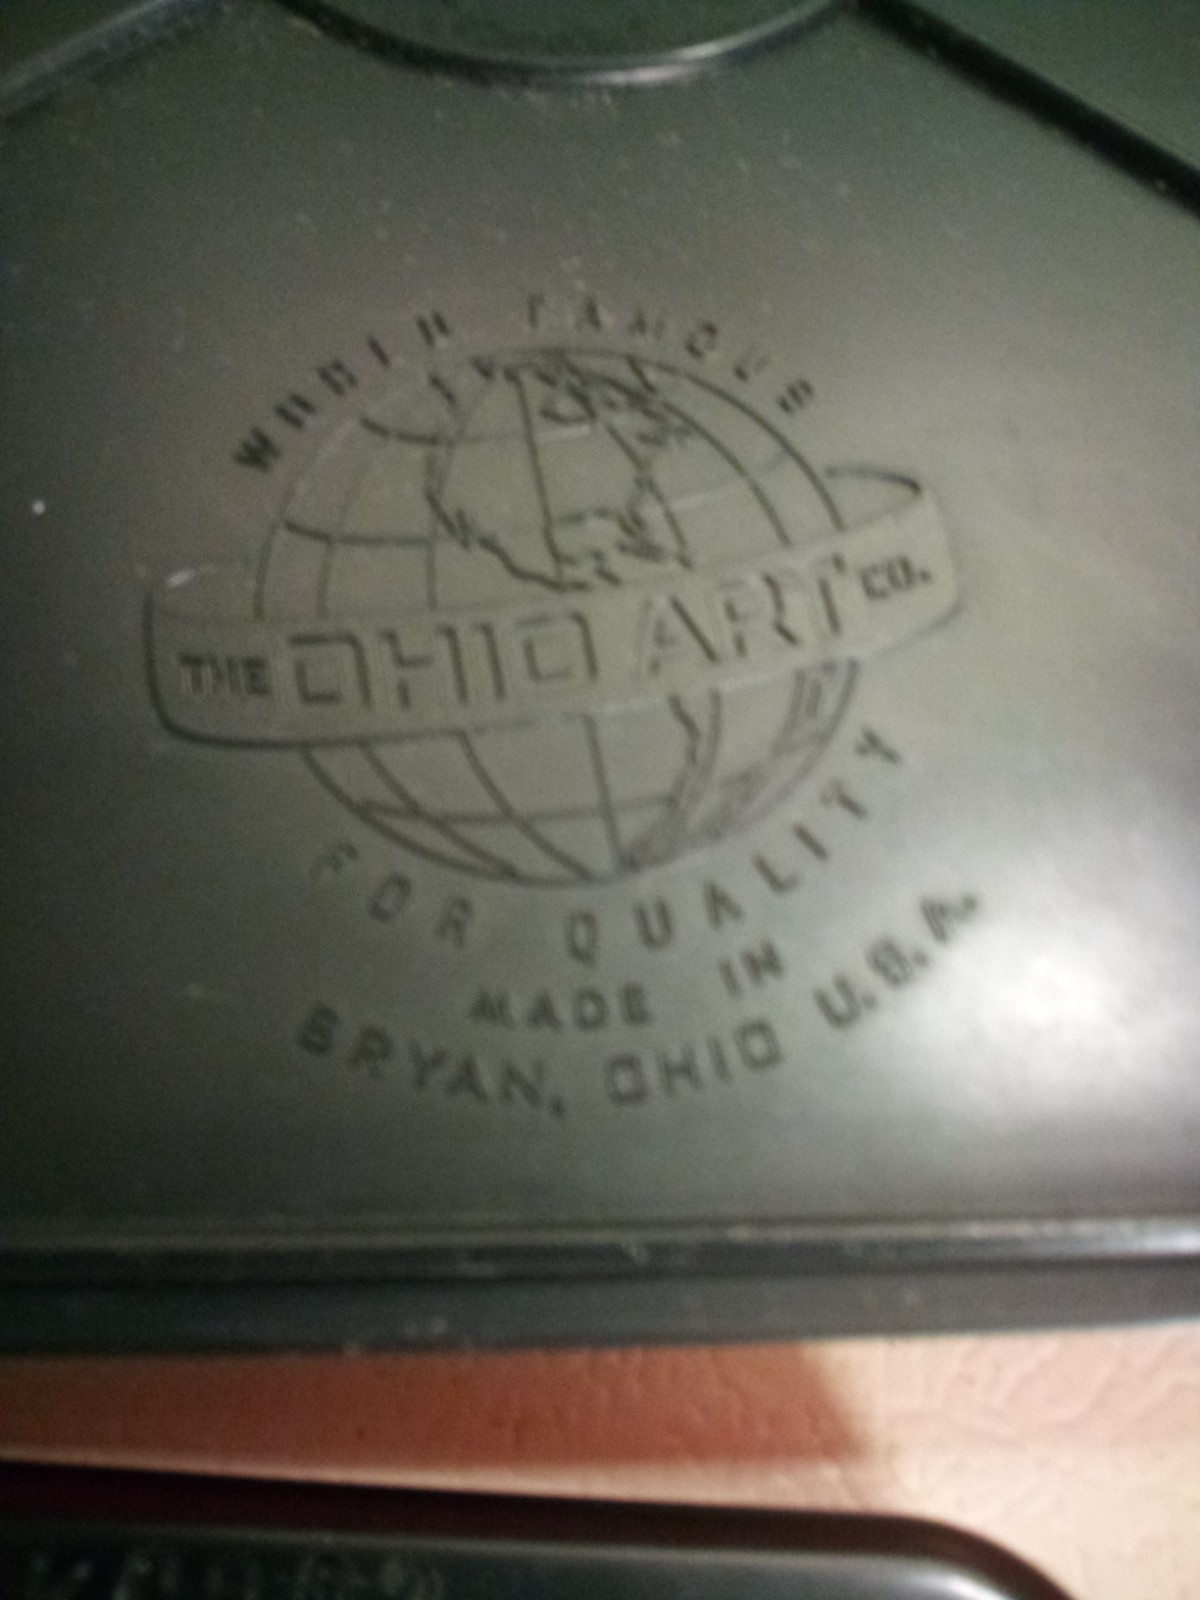 WORLD FAMOUS
THE OHIO ART CO.
FOR QUALITY
MADE IN
BRYAN, OHIO U.S.A.